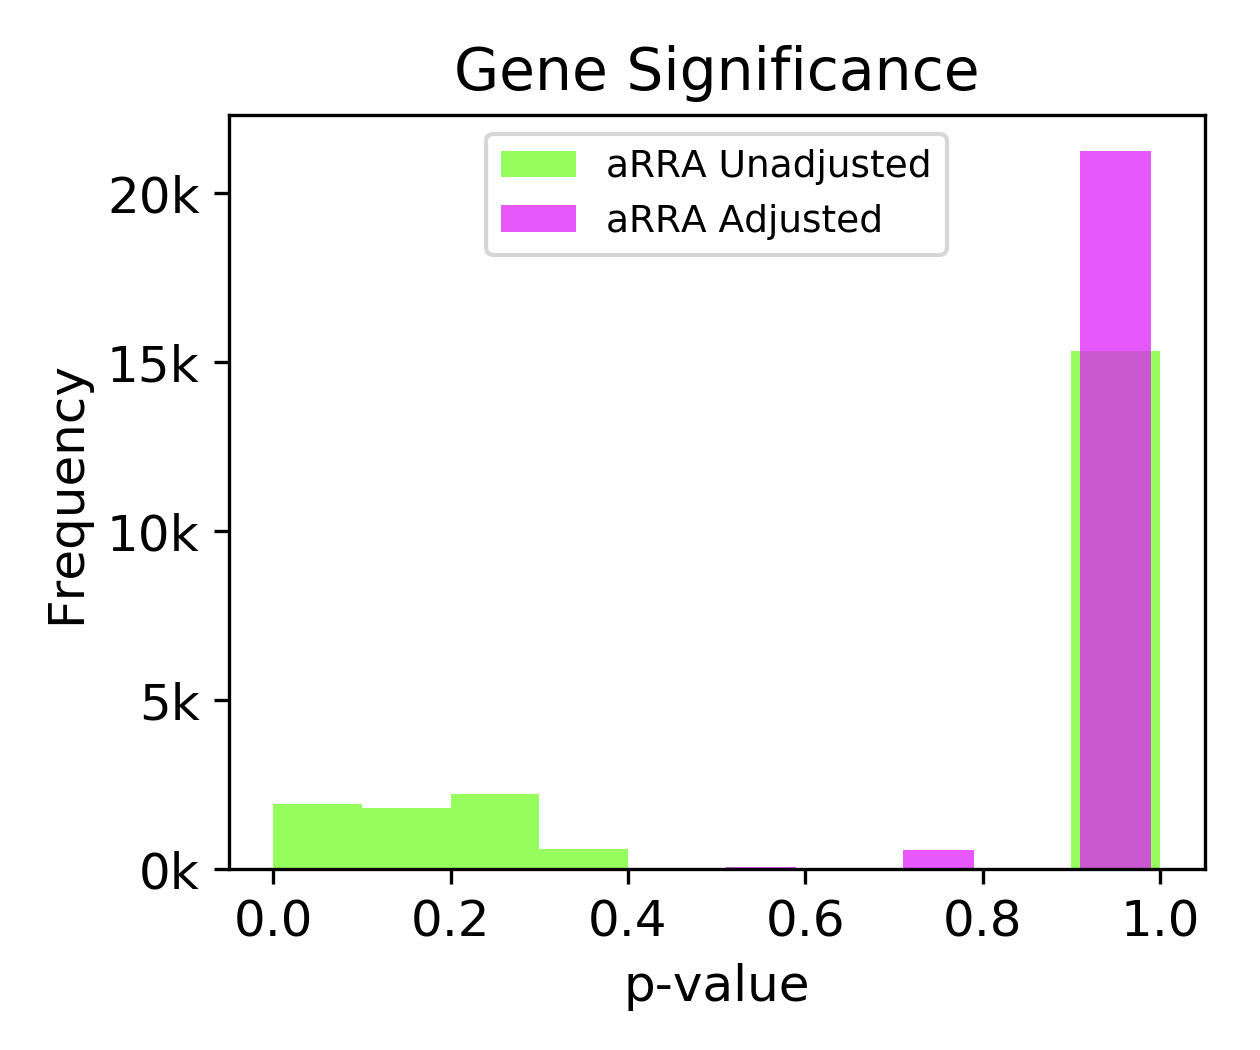 Gene Significance
aRRA Unadjusted
aRRA Adjusted
20k
15k
10k
5k
0k
Frequency
0.0 0.2 0.4 0.6 0.8 1.0
p-value